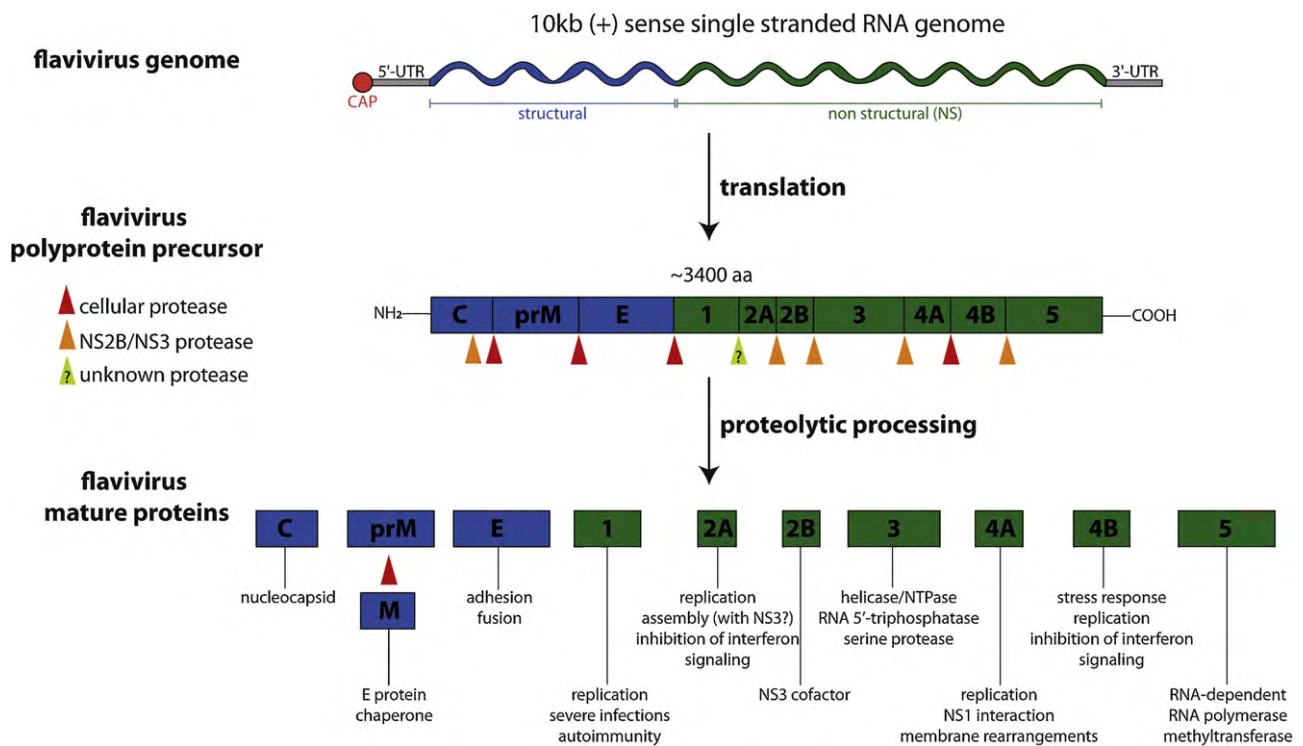 10kb (+) sense single stranded RNA genome
flavivirus genome
5'-UTR
3'-UTR
CAP
structural
non structural (NS)
translation
flavivirus
polyprotein precursor
cellular protease
NS2B/NS3 protease
? unknown protease
~3400 aa
NH₂ C prM E 1 2A 2B 3 4A 4B 5 COOH
?
proteolytic processing
flavivirus
mature proteins
C prM E 1 2A 2B 3 4A 4B 5
nucleocapsid
M
E protein
chaperone
adhesion
fusion
replication
severe infections
autoimmunity
replication
assembly (with NS3?)
inhibition of interferon
signaling
NS3 cofactor
helicase/NTPase
RNA 5'-triphosphatase
serine protease
replication
NS1 interaction
membrane rearrangements
stress response
replication
inhibition of interferon
signaling
RNA-dependent
RNA polymerase
methyltransferase